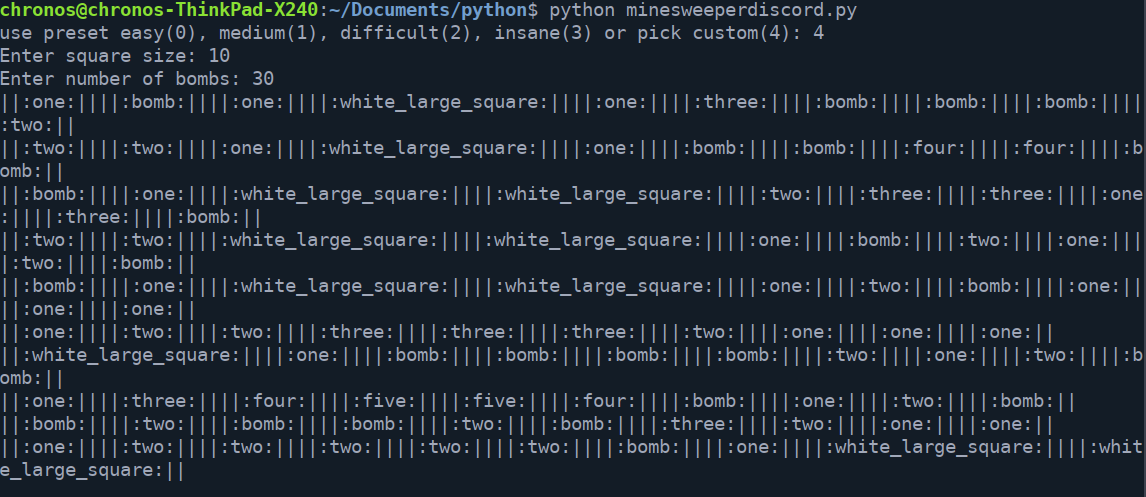 chronos@chronos-ThinkPad-X240:~/Documents/python$ python minesweeperdiscord.py
use preset easy(0), medium(1), difficult(2), insane(3) or pick custom(4): 4
Enter square size: 10
Enter number of bombs: 30
||:one:||||:bomb:||||:one:||||:white_large_square:||||:one:||||:three:||||:bomb:||||:bomb:||||:bomb:||||
:two:||
||:two:||||:two:||||:one:||||:white_large_square:||||:one:||||:bomb:||||:bomb:||||:four:||||:four:||||:b
omb:||
||:bomb:||||:one:||||:white_large_square:||||:white_large_square:||||:two:||||:three:||||:three:||||:one
:||||:three:||||:bomb:||
||:two:||||:two:||||:white_large_square:||||:white_large_square:||||:one:||||:bomb:||||:two:||||:one:|||
|:two:||||:bomb:||
||:bomb:||||:one:||||:white_large_square:||||:white_large_square:||||:one:||||:two:||||:bomb:||||:one:||
||:one:||||:one:||
||:one:||||:two:||||:two:||||:three:||||:three:||||:three:||||:two:||||:one:||||:one:||||:one:||
||:white_large_square:||||:one:||||:bomb:||||:bomb:||||:bomb:||||:bomb:||||:two:||||:one:||||:two:||||:b
omb:||
||:one:||||:three:||||:four:||||:five:||||:five:||||:four:||||:bomb:||||:one:||||:two:||||:bomb:||
||:bomb:||||:two:||||:bomb:||||:bomb:||||:two:||||:bomb:||||:three:||||:two:||||:one:||||:one:||
||:one:||||:two:||||:two:||||:two:||||:two:||||:two:||||:bomb:||||:one:||||:white_large_square:||||:whit
e_large_square:||